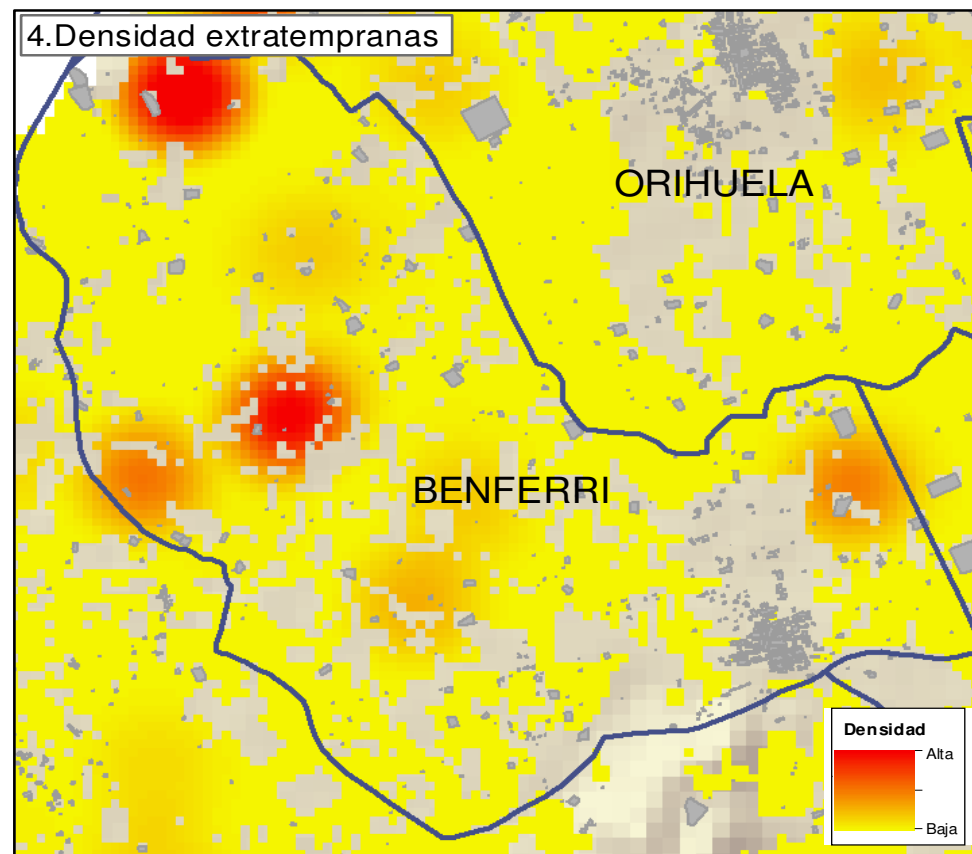 4.Densidad extratempranas
ORIHUELA
BENFERRI
Densidad
Alta
Baja